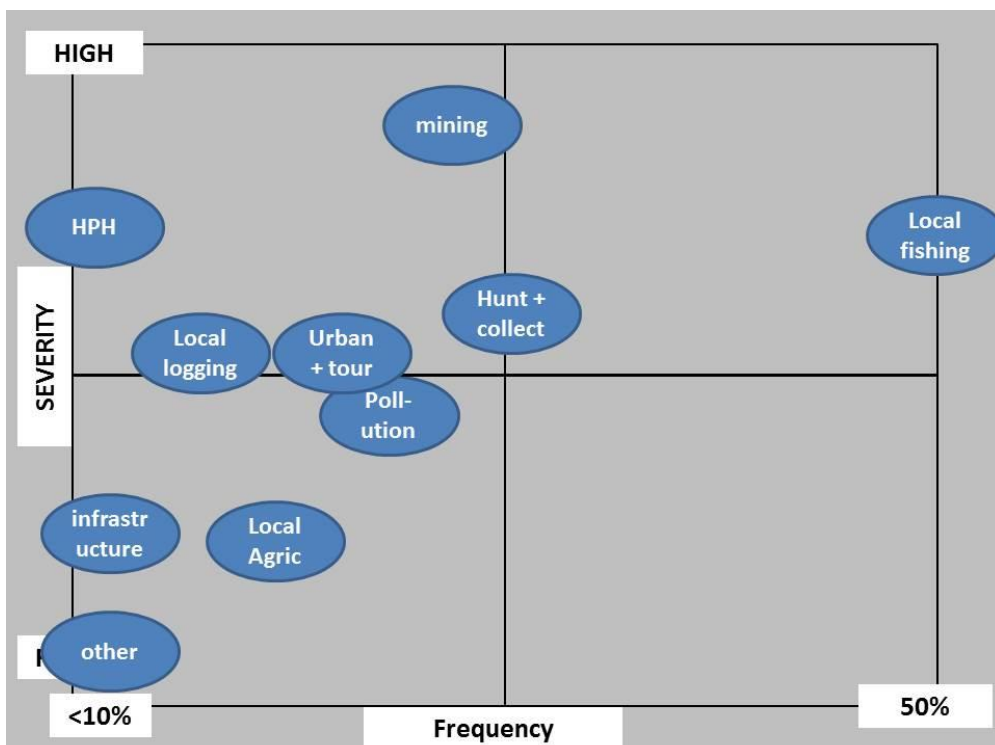 HIGH
mining
HPH
Local
fishing
Hunt +
collect
SEVERITY
Local
logging
Urban
+ tour
Poll-
ution
infrastr
ucture
Local
Agric
other
<10%
Frequency
50%